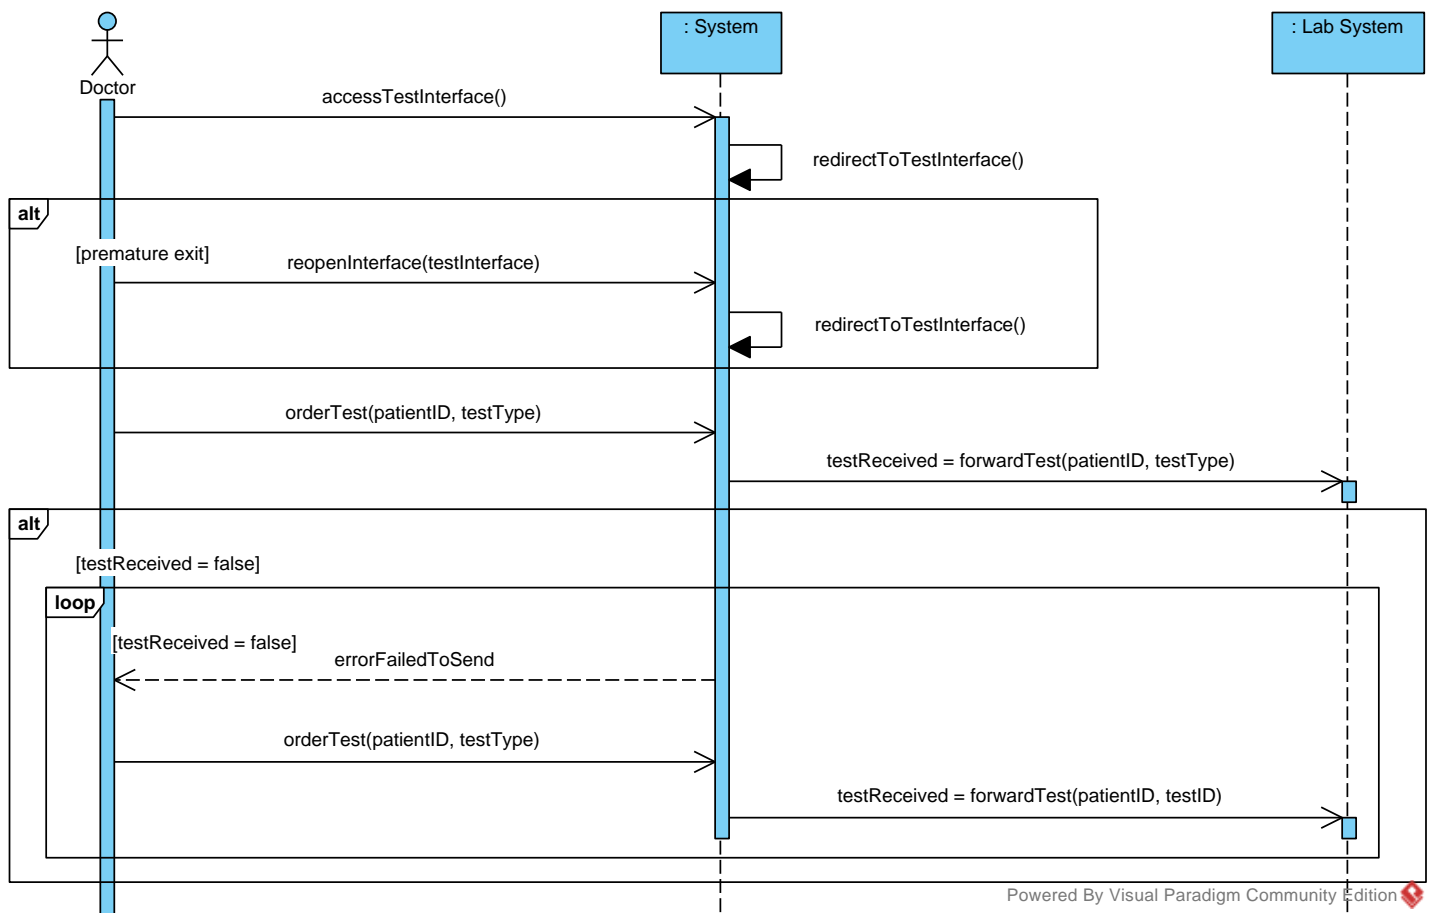 Doctor
: System
: Lab System
accessTestInterface()
redirectToTestInterface()
alt
[premature exit]
reopenInterface(testInterface)
redirectToTestInterface()
orderTest(patientID, testType)
testReceived = forwardTest(patientID, testType)
alt
[testReceived = false]
loop
[testReceived = false]
errorFailedToSend
orderTest(patientID, testType)
testReceived = forwardTest(patientID, testID)
Powered By Visual Paradigm Community Edition